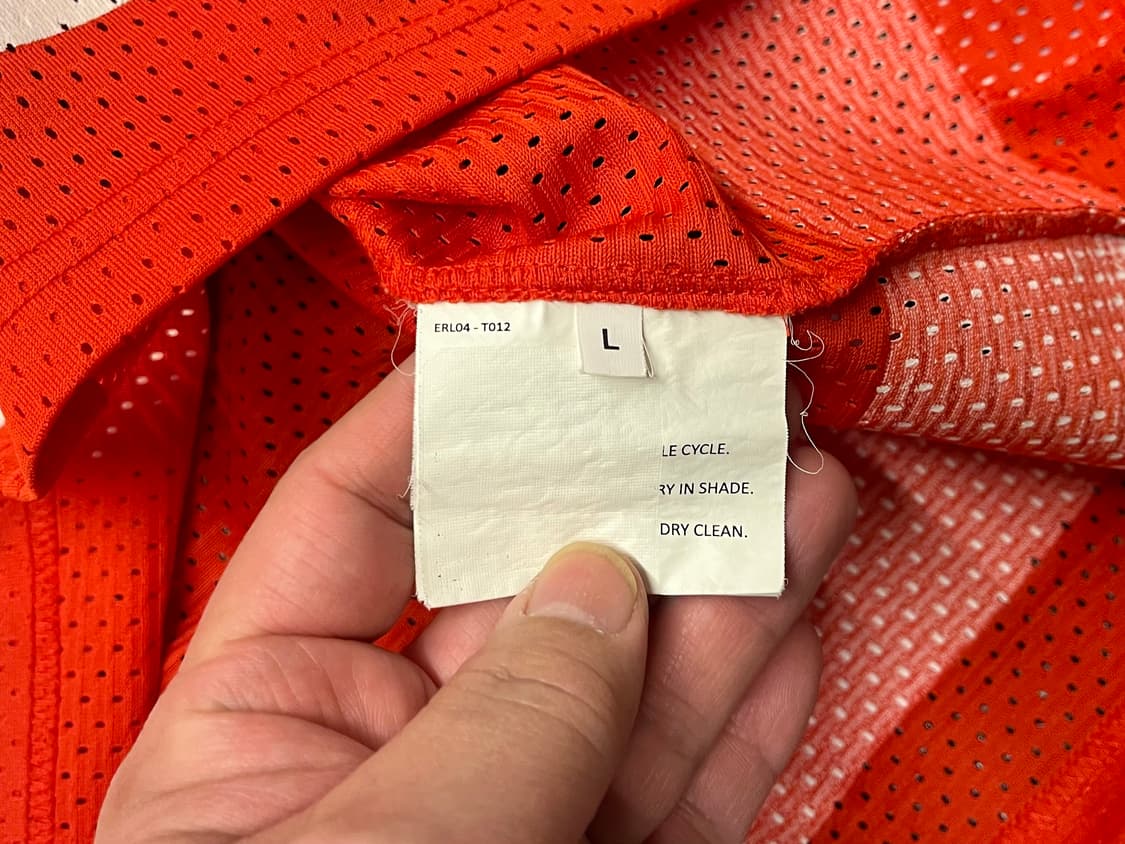 ERL04 - T012
L
LE CYCLE.
RY IN SHADE.
DRY CLEAN.